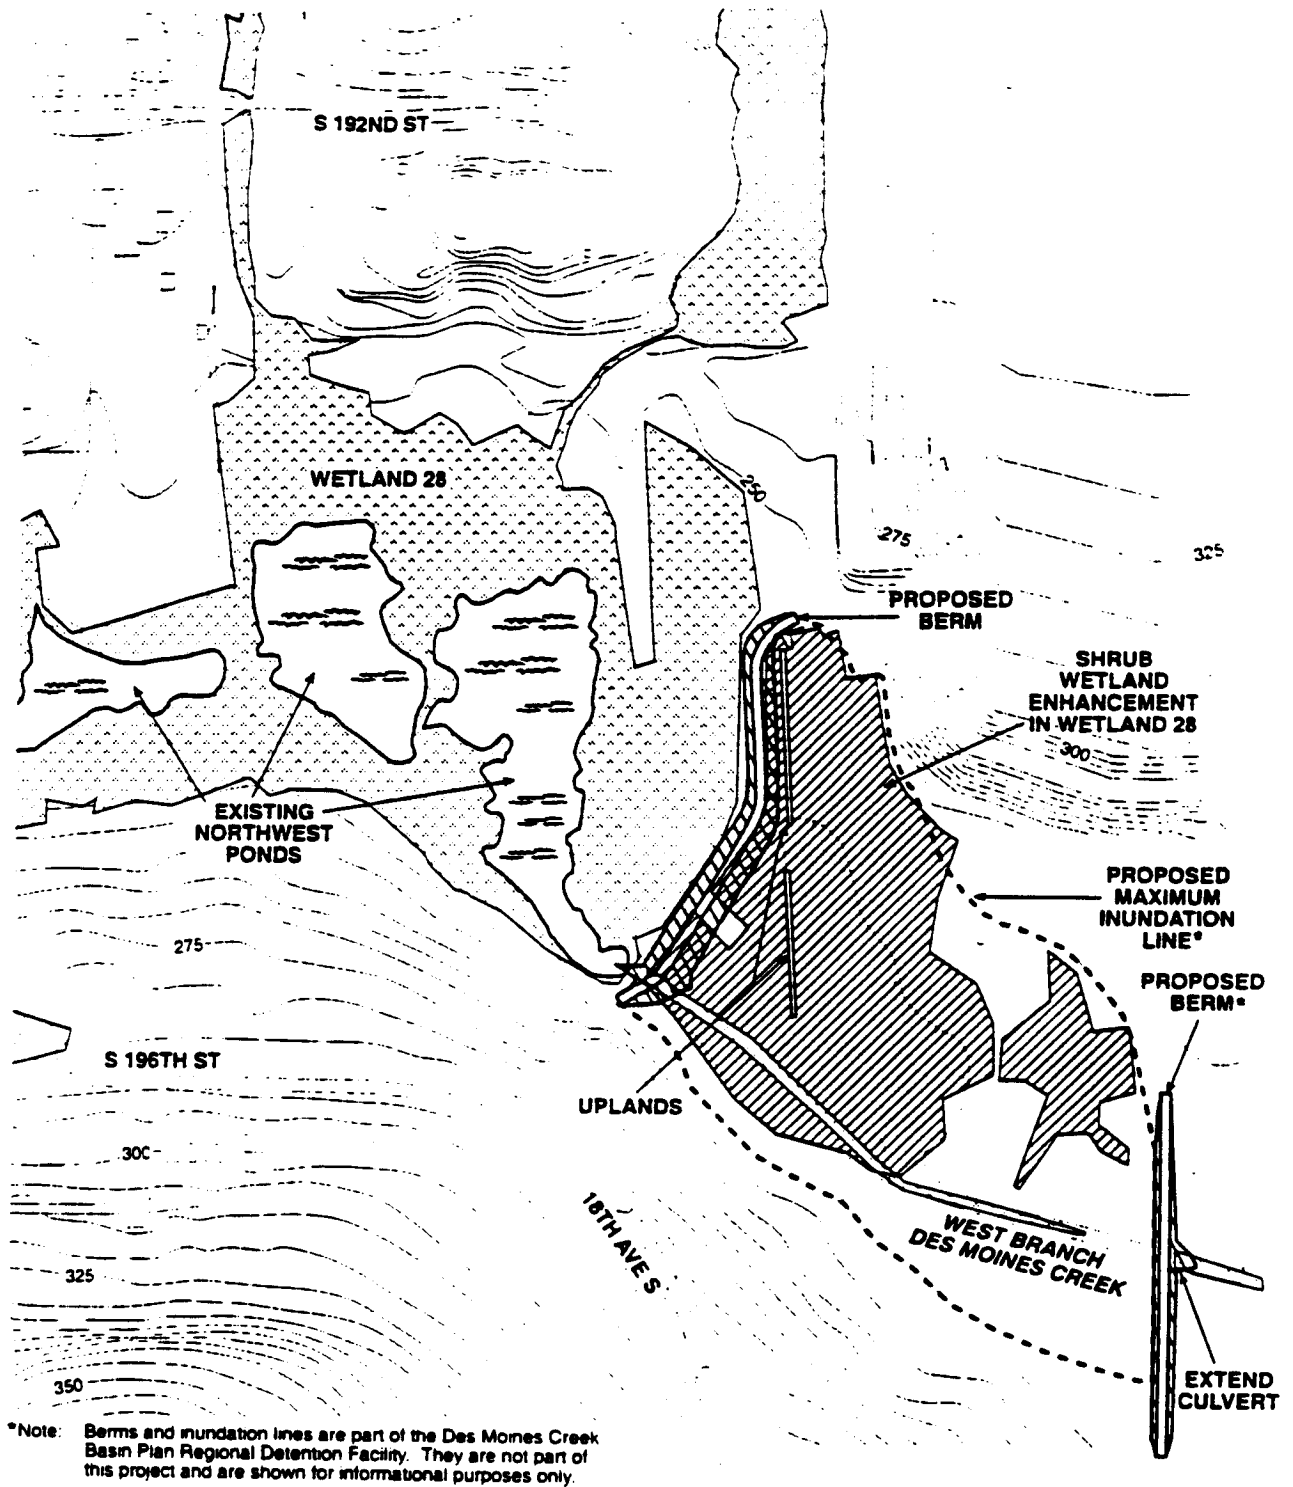 S 192ND ST
WETLAND 28
250
275
325
PROPOSED
BERM
SHRUB
WETLAND
ENHANCEMENT
IN WETLAND 28
300
EXISTING
NORTHWEST
PONDS
PROPOSED
MAXIMUM
INUNDATION
LINE*
275
PROPOSED
BERM*
S 196TH ST
UPLANDS
300
18TH AVE S
WEST BRANCH
DES MOINES CREEK
325
350
EXTEND
CULVERT
*Note: Berms and inundation lines are part of the Des Moines Creek
Basin Plan Regional Detention Facility. They are not part of
this project and are shown for informational purposes only.